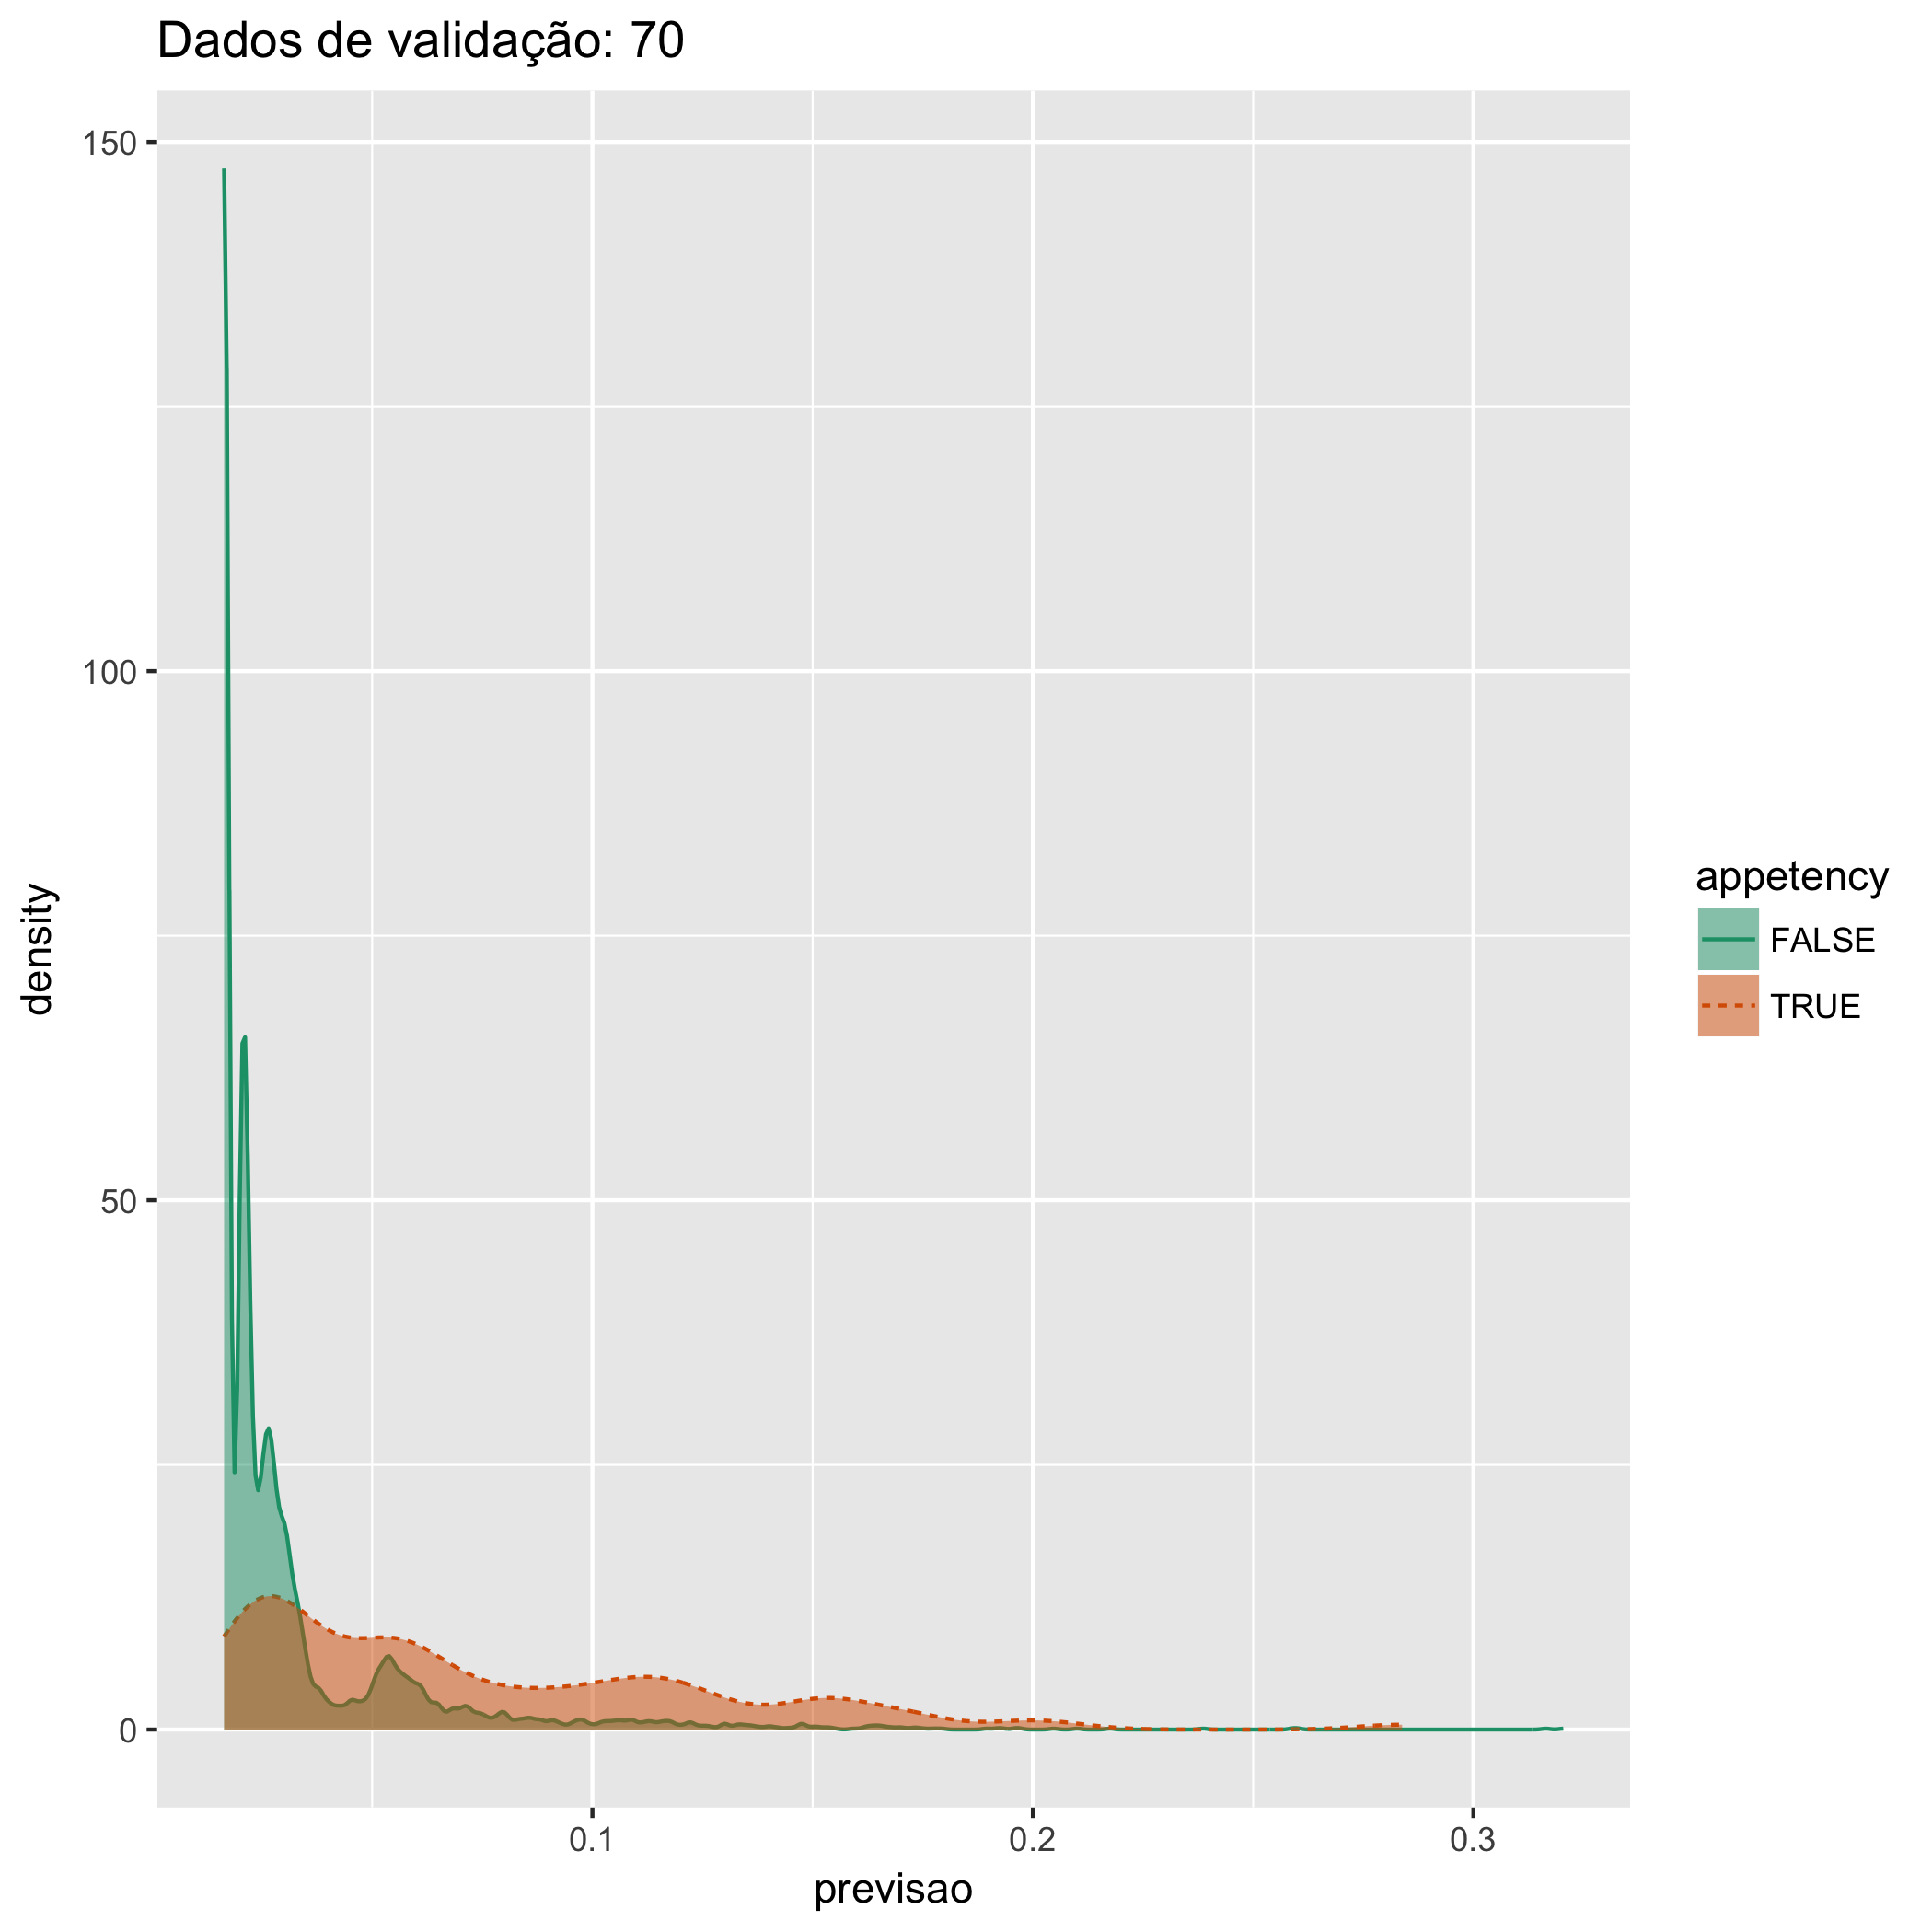 Dados de validação: 70
150
100
50
0
density
0.1
0.2
0.3
previsao
appetency
FALSE
TRUE